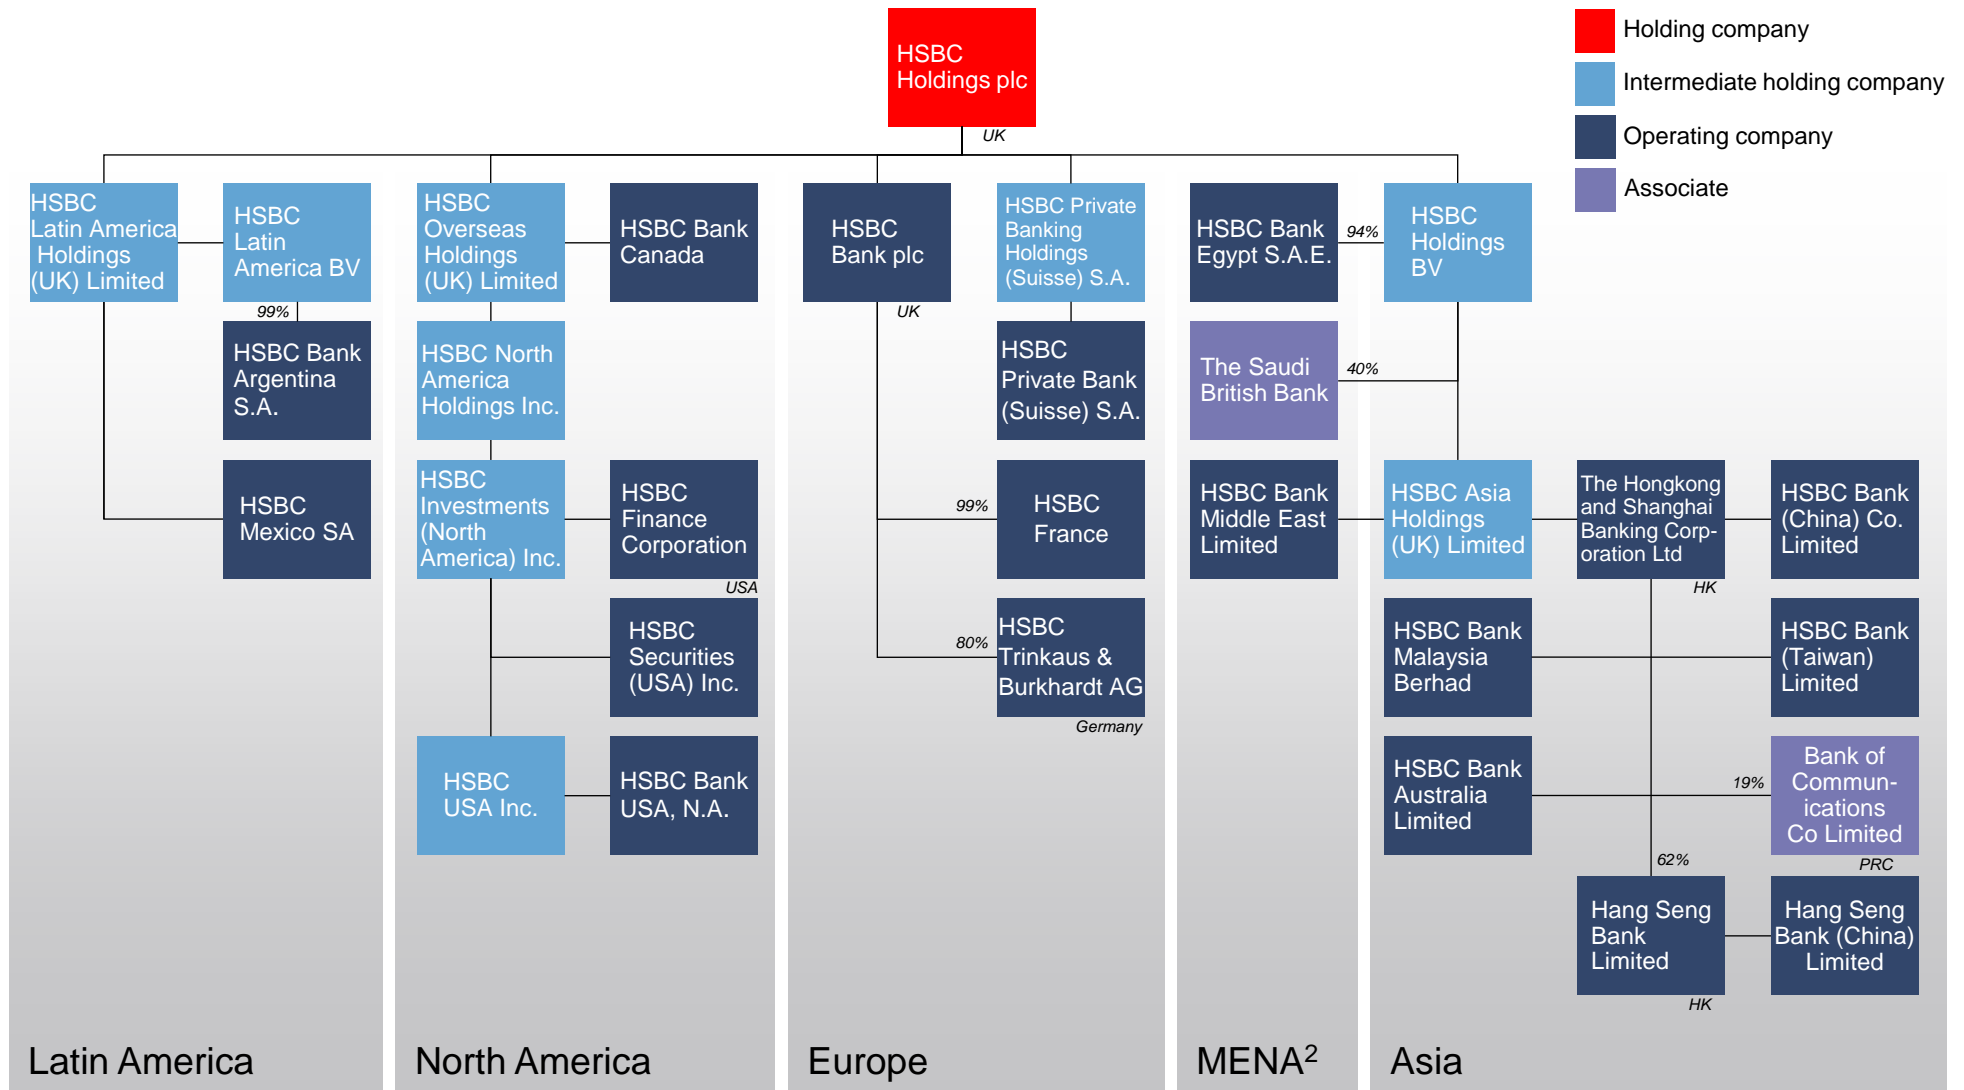 HSBC
Holdings plc
UK
Holding company
Intermediate holding company
Operating company
Associate
HSBC
Latin America
Holdings
(UK) Limited
HSBC
Latin
America BV
99%
HSBC Bank
Argentina
S.A.
HSBC
Mexico SA
Latin America
HSBC
Overseas
Holdings
(UK) Limited
HSBC Bank
Canada
HSBC North
America
Holdings Inc.
HSBC
Investments
(North
America) Inc.
HSBC
Finance
Corporation
USA
HSBC
Securities
(USA) Inc.
HSBC
USA Inc.
HSBC Bank
USA, N.A.
North America
HSBC
Bank plc
UK
HSBC Private
Banking
Holdings
(Suisse) S.A.
HSBC
Private Bank
(Suisse) S.A.
99%
HSBC
France
80%
HSBC
Trinkaus &
Burkhardt AG
Germany
Europe
HSBC Bank
Egypt S.A.E.
94%
The Saudi
British Bank
40%
HSBC Bank
Middle East
Limited
MENA2
HSBC
Holdings
BV
HSBC Asia
Holdings
(UK) Limited
The Hongkong
and Shanghai
Banking Corp-
oration Ltd
HK
HSBC Bank
(China) Co.
Limited
HSBC Bank
Malaysia
Berhad
HSBC Bank
(Taiwan)
Limited
HSBC Bank
Australia
Limited
19%
Bank of
Commun-
ications
Co Limited
PRC
62%
Hang Seng
Bank
Limited
HK
Hang Seng
Bank (China)
Limited
Asia